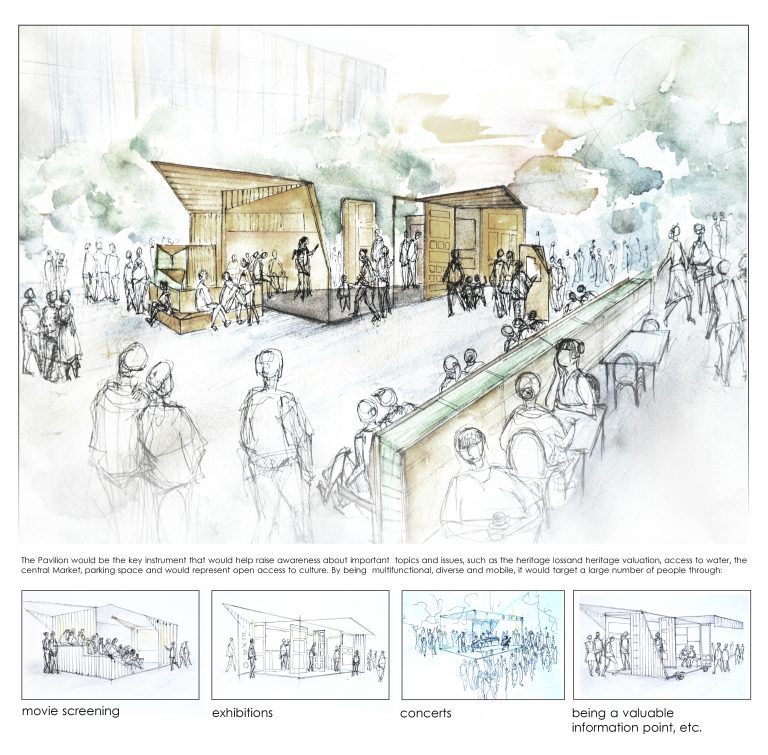 The Pavilion would be the key instrument that would help raise awareness about important topics and issues, such as the heritage lossand heritage valuation, access to water, the
central Market, parking space and would represent open access to culture. By being multifunctional, diverse and mobile, it would target a large number of people through:
movie screening
exhibitions
concerts
being a valuable
information point, etc.